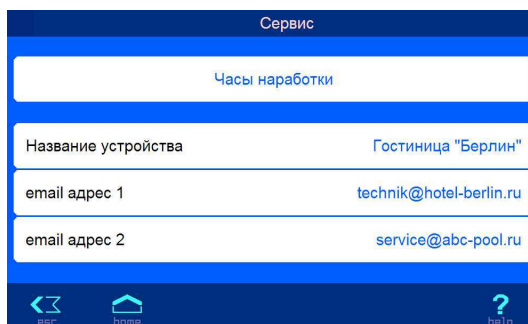 Сервис
Часы наработки
Название устройства Гостиница "Берлин"
email адрес 1 technik@hotel-berlin.ru
email адрес 2 service@abc-pool.ru
esc home help